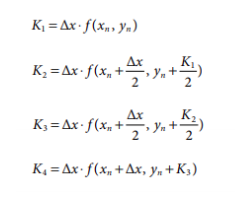 K₁ = Δx · f(xₙ, yₙ)
K₂ = Δx · f(xₙ + Δx/2, yₙ + K₁/2)
K₃ = Δx · f(xₙ + Δx/2, yₙ + K₂/2)
K₄ = Δx · f(xₙ + Δx, yₙ + K₃)